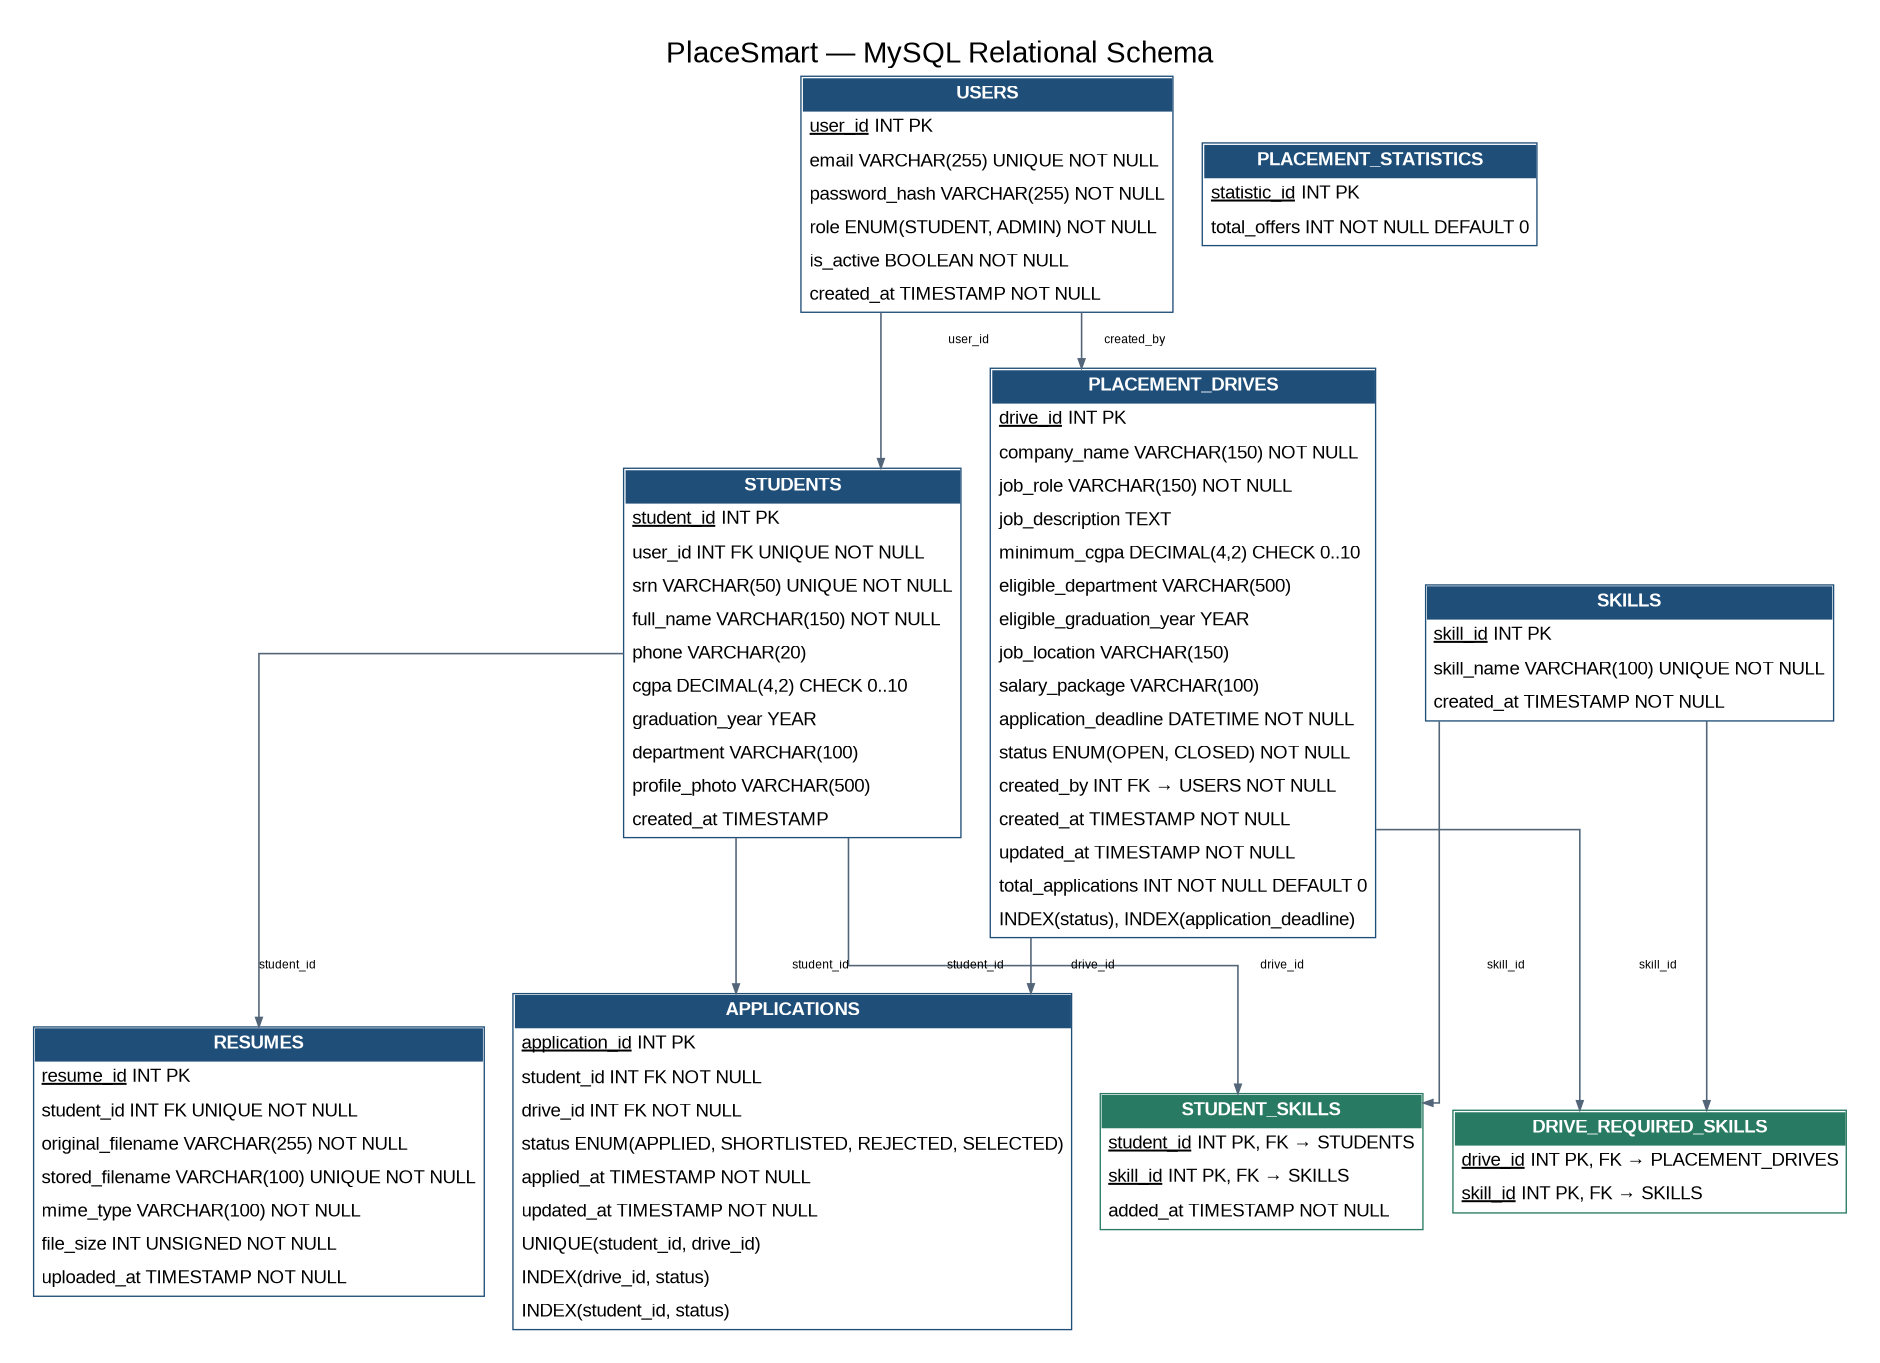 PlaceSmart — MySQL Relational Schema
USERS
user_id INT PK
email VARCHAR(255) UNIQUE NOT NULL
password_hash VARCHAR(255) NOT NULL
role ENUM(STUDENT, ADMIN) NOT NULL
is_active BOOLEAN NOT NULL
created_at TIMESTAMP NOT NULL
PLACEMENT_STATISTICS
statistic_id INT PK
total_offers INT NOT NULL DEFAULT 0
user_id
created_by
PLACEMENT_DRIVES
drive_id INT PK
company_name VARCHAR(150) NOT NULL
job_role VARCHAR(150) NOT NULL
job_description TEXT
minimum_cgpa DECIMAL(4,2) CHECK 0..10
eligible_department VARCHAR(500)
eligible_graduation_year YEAR
job_location VARCHAR(150)
salary_package VARCHAR(100)
application_deadline DATETIME NOT NULL
status ENUM(OPEN, CLOSED) NOT NULL
created_by INT FK → USERS NOT NULL
created_at TIMESTAMP NOT NULL
updated_at TIMESTAMP NOT NULL
total_applications INT NOT NULL DEFAULT 0
INDEX(status), INDEX(application_deadline)
STUDENTS
student_id INT PK
user_id INT FK UNIQUE NOT NULL
srn VARCHAR(50) UNIQUE NOT NULL
full_name VARCHAR(150) NOT NULL
phone VARCHAR(20)
cgpa DECIMAL(4,2) CHECK 0..10
graduation_year YEAR
department VARCHAR(100)
profile_photo VARCHAR(500)
created_at TIMESTAMP
SKILLS
skill_id INT PK
skill_name VARCHAR(100) UNIQUE NOT NULL
created_at TIMESTAMP NOT NULL
student_id
student_id
student_id
drive_id
drive_id
skill_id
skill_id
RESUMES
resume_id INT PK
student_id INT FK UNIQUE NOT NULL
original_filename VARCHAR(255) NOT NULL
stored_filename VARCHAR(100) UNIQUE NOT NULL
mime_type VARCHAR(100) NOT NULL
file_size INT UNSIGNED NOT NULL
uploaded_at TIMESTAMP NOT NULL
APPLICATIONS
application_id INT PK
student_id INT FK NOT NULL
drive_id INT FK NOT NULL
status ENUM(APPLIED, SHORTLISTED, REJECTED, SELECTED)
applied_at TIMESTAMP NOT NULL
updated_at TIMESTAMP NOT NULL
UNIQUE(student_id, drive_id)
INDEX(drive_id, status)
INDEX(student_id, status)
STUDENT_SKILLS
student_id INT PK, FK → STUDENTS
skill_id INT PK, FK → SKILLS
added_at TIMESTAMP NOT NULL
DRIVE_REQUIRED_SKILLS
drive_id INT PK, FK → PLACEMENT_DRIVES
skill_id INT PK, FK → SKILLS